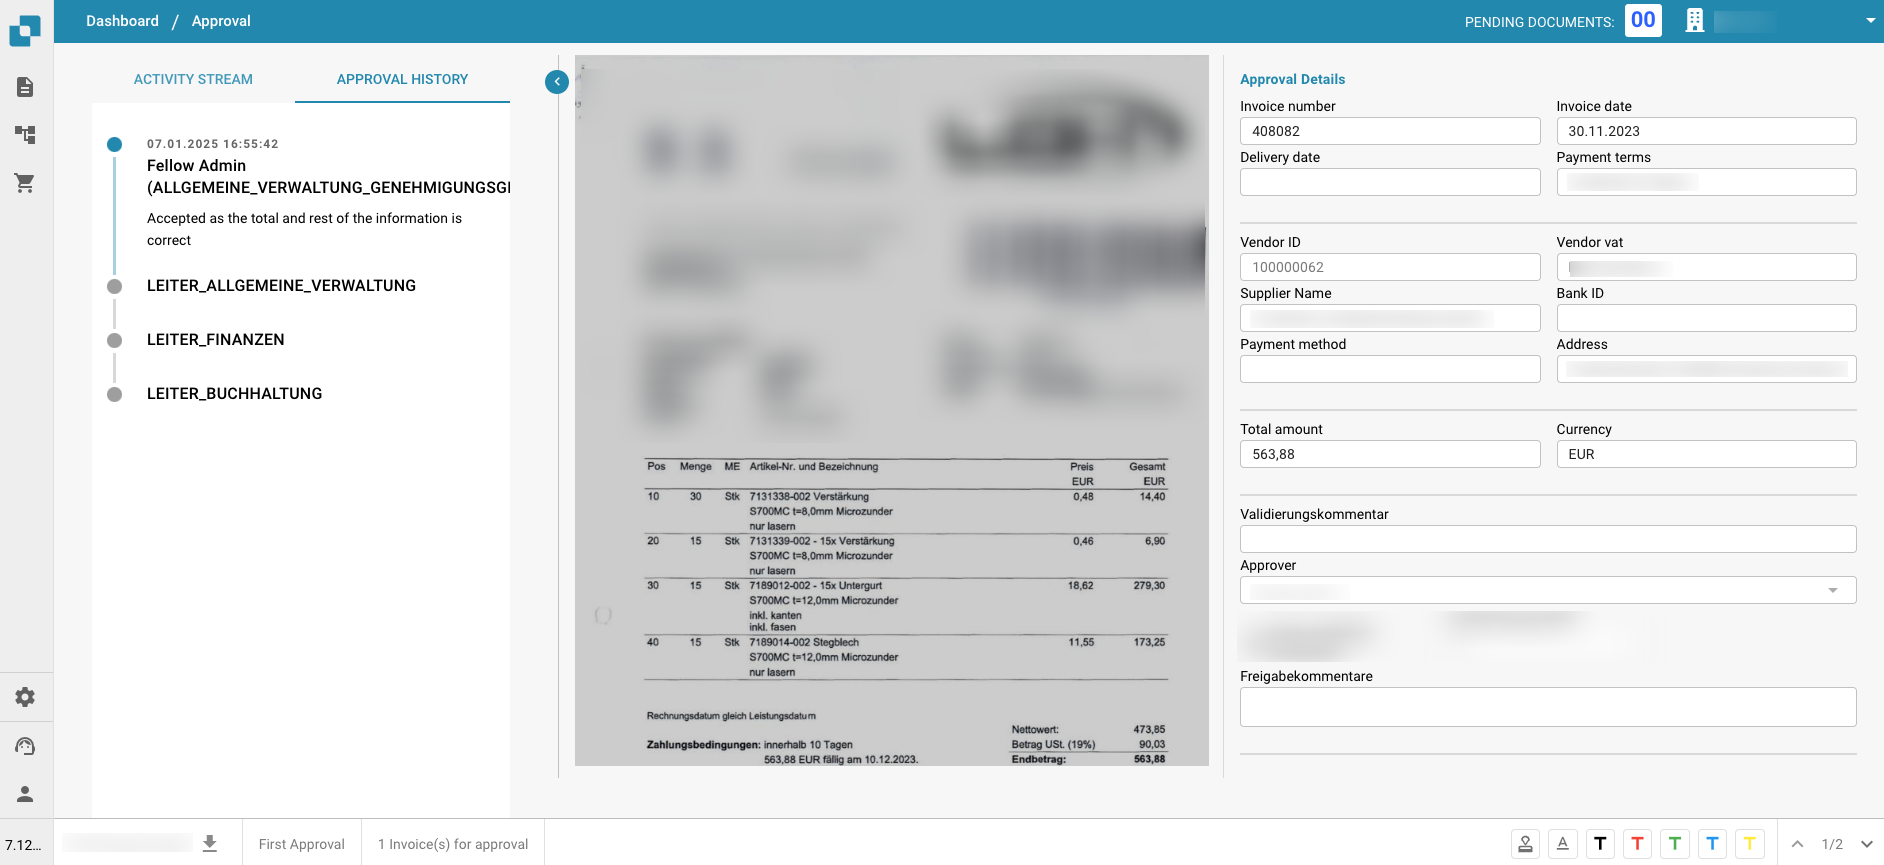 Dashboard / Approval
PENDING DOCUMENTS: 00
ACTIVITY STREAM
APPROVAL HISTORY
07.01.2025 16:55:42
Fellow Admin
(ALLGEMEINE_VERWALTUNG_GENEHMIGUNGSG
Accepted as the total and rest of the information is
correct
LEITER_ALLGEMEINE_VERWALTUNG
LEITER_FINANZEN
LEITER_BUCHHALTUNG
Pos Menge ME Artikel-Nr. und Bezeichnung Preis Gesamt
EUR EUR
10 30 Stk 7131338-002 Verstärkung 0,48 14,40
S700MC t=8,0mm Microzunder
nur lasern
20 15 Stk 7131339-002 - 15x Verstärkung 0,46 6,90
S700MC t=8,0mm Microzunder
nur lasern
30 15 Stk 7189012-002 - 15x Untergurt 18,62 279,30
S700MC t=12,0mm Microzunder
inkl. kanten
inkl. fasen
40 15 Stk 7189014-002 Stegblech 11,55 173,25
S700MC t=12,0mm Microzunder
nur lasern
Rechnungsdatum gleich Leistungsdatum
Nettowert: 473,85
Zahlungsbedingungen: innerhalb 10 Tagen Betrag USt. (19%) 90,03
563,88 EUR fällig am 10.12.2023. Endbetrag: 563,88
Approval Details
Invoice number Invoice date
408082 30.11.2023
Delivery date Payment terms
Vendor ID Vendor vat
100000062
Supplier Name Bank ID
Payment method Address
Total amount Currency
563,88 EUR
Validierungskommentar
Approver
Freigabekommentare
7.12...
First Approval
1 Invoice(s) for approval
A T T T T T
1/2